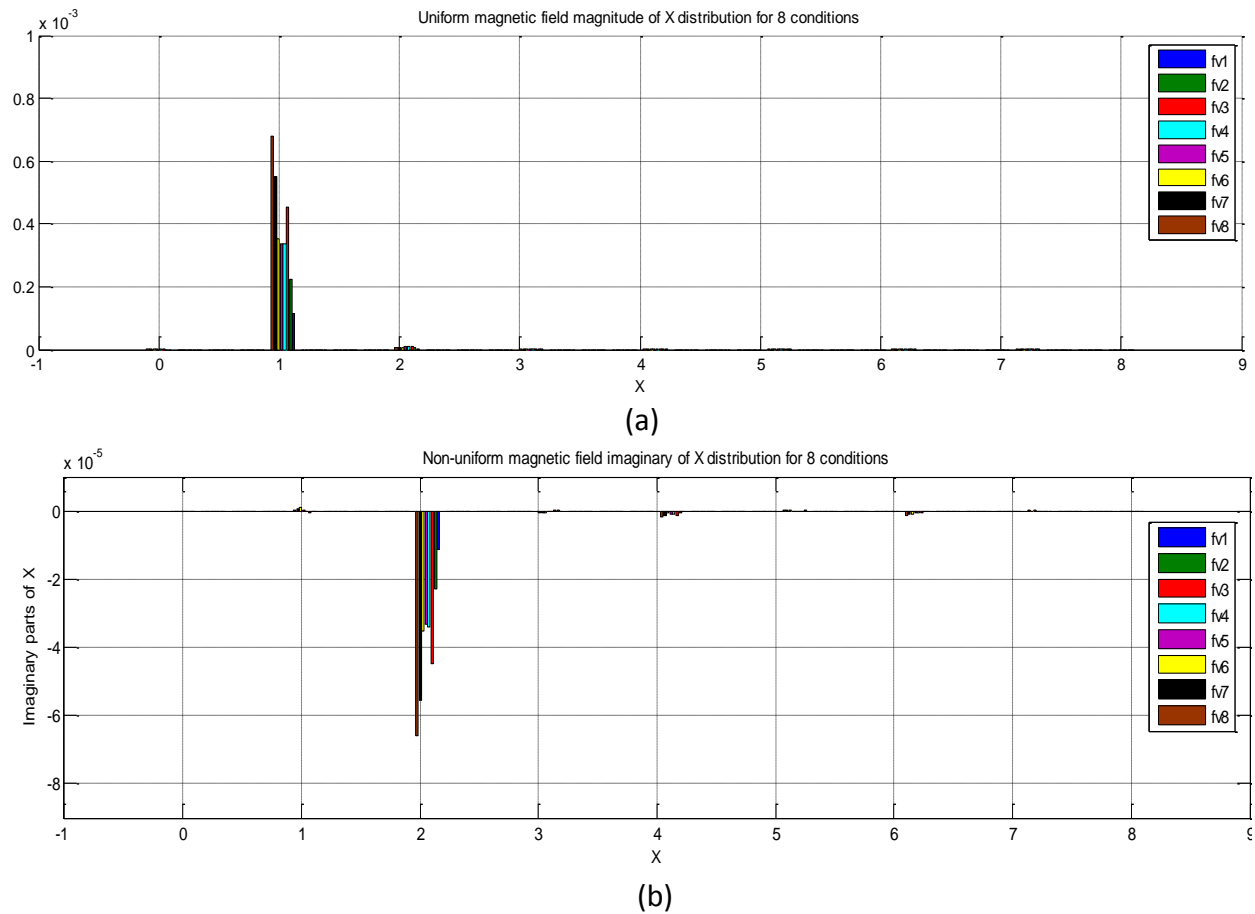 x 10-3
Uniform magnetic field magnitude of X distribution for 8 conditions
1
0.8
0.6
0.4
0.2
0
fv1
fv2
fv3
fv4
fv5
fv6
fv7
fv8
-1 0 1 2 3 4 5 6 7 8 9
X
(a)
x 10-5
Non-uniform magnetic field imaginary of X distribution for 8 conditions
Imaginary parts of X
0
-2
-4
-6
-8
fv1
fv2
fv3
fv4
fv5
fv6
fv7
fv8
-1 0 1 2 3 4 5 6 7 8 9
X
(b)